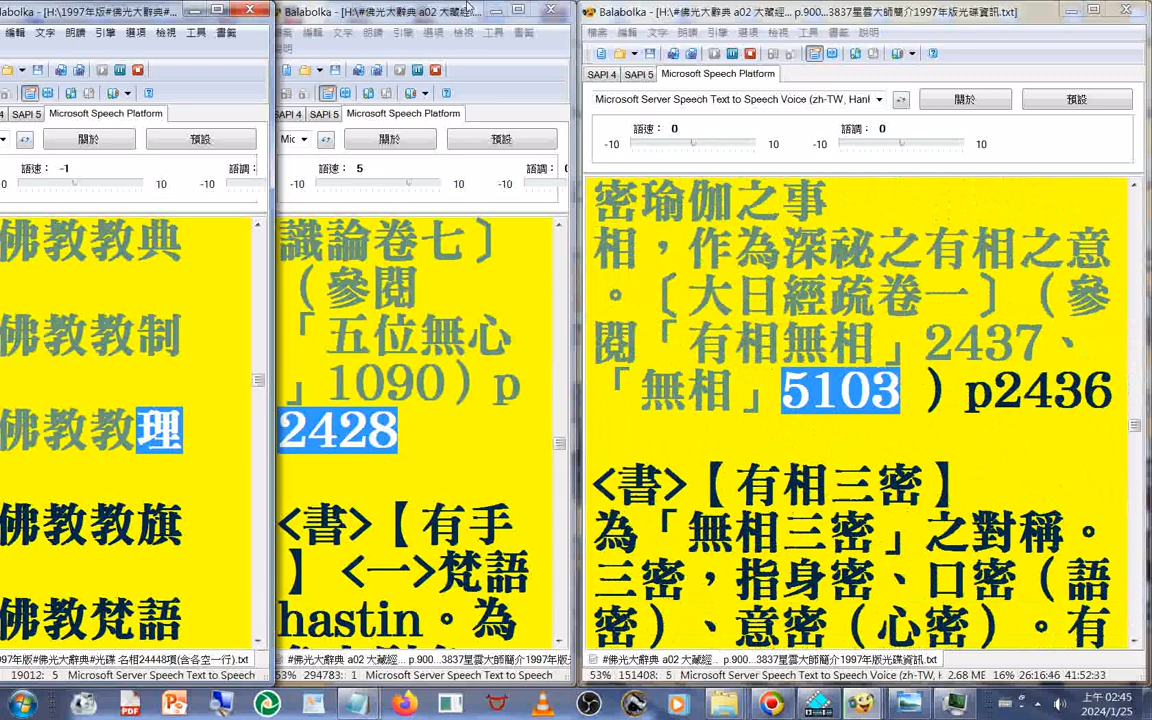 Balabolka - [H:\1997年版#佛光大辭典#...
編輯 文字 朗讀 引擎 選項 檢視 工具 書籤
4 SAPI 5 Microsoft Speech Platform
關於 預設
語速： -1 語調：
0 10 -10
佛教教典
佛教教制
佛教教理
佛教教旗
佛教梵語
1997年版#佛光大辭典#光碟 名相24448項(含各空一行).txt
19012: 5 Microsoft Server Speech Text to Speech Voice
Balabolka - [H:\#佛光大辭典 a02 大藏經...
檔案 編輯 文字 朗讀 引擎 選項 檢視 工具 書籤
說明
SAPI 4 SAPI 5 Microsoft Speech Platform
Mic 關於 預設
語速： 5 語調：
-10 10 -10
識論卷七〕
（參閱
「五位無心
」1090）p
2428
<書>【有手
】 <一>梵語
hastin。為
#佛光大辭典 a02 大藏經... p.900...3837星雲大師簡介1997年版
53% 294783: 1 Microsoft Server Speech Text to Speech Voice
Balabolka - [H:\#佛光大辭典 a02 大藏經... p.900...3837星雲大師簡介1997年版光碟資訊.txt]
檔案 編輯 文字 朗讀 引擎 選項 檢視 工具 書籤 說明
SAPI 4 SAPI 5 Microsoft Speech Platform
Microsoft Server Speech Text to Speech Voice (zh-TW, Hanl 關於 預設
語速： 0 語調： 0
-10 10 -10 10
密瑜伽之事
相，作為深祕之有相之意
。〔大日經疏卷一〕（參
閱「有相無相」2437、
「無相」5103 ）p2436
<書>【有相三密】
為「無相三密」之對稱。
三密，指身密、口密（語
密）、意密（心密）。有
#佛光大辭典 a02 大藏經... p.900...3837星雲大師簡介1997年版光碟資訊.txt
53% 151408: 5 Microsoft Server Speech Text to Speech Voice (zh-TW, 2.68 MB 16% 26:16:46 41:52:33
上午 02:45
2024/1/25